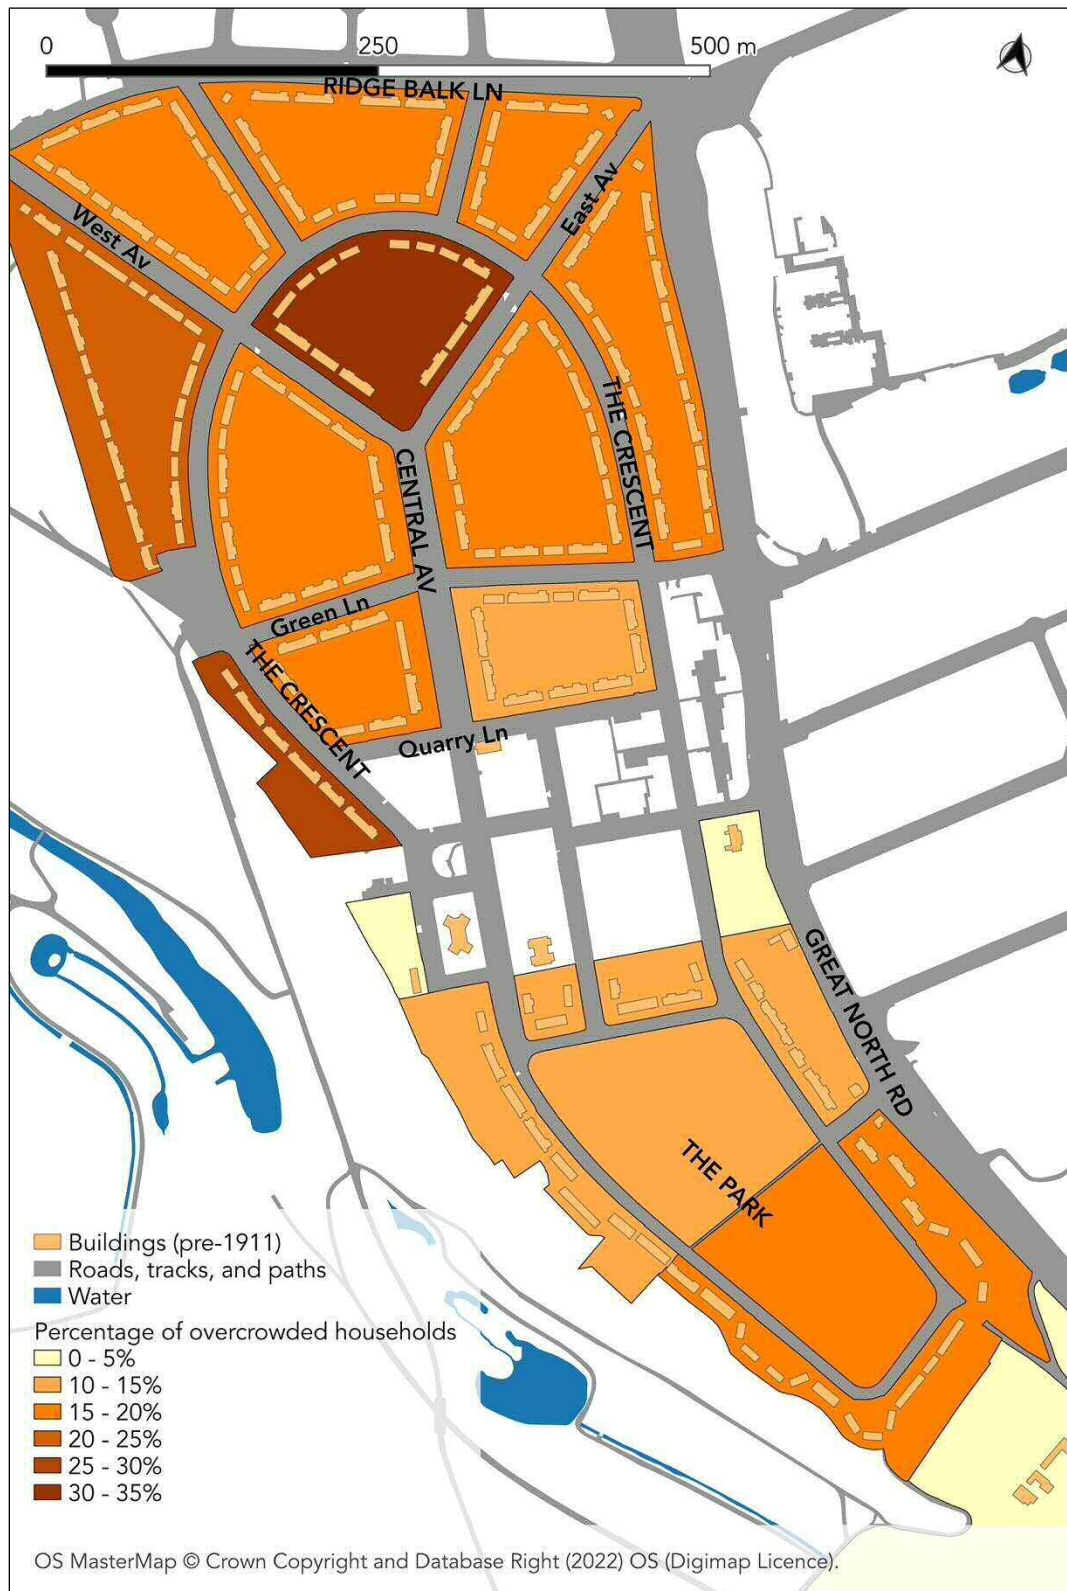 0 250 500 m
RIDGE BALK LN
West Av
East Av
THE CRESCENT
CENTRAL AV
Green Ln
THE CRESCENT
Quarry Ln
GREAT NORTH RD
THE PARK
Buildings (pre-1911)
Roads, tracks, and paths
Water
Percentage of overcrowded households
0 - 5%
10 - 15%
15 - 20%
20 - 25%
25 - 30%
30 - 35%
OS MasterMap © Crown Copyright and Database Right (2022) OS (Digimap Licence).